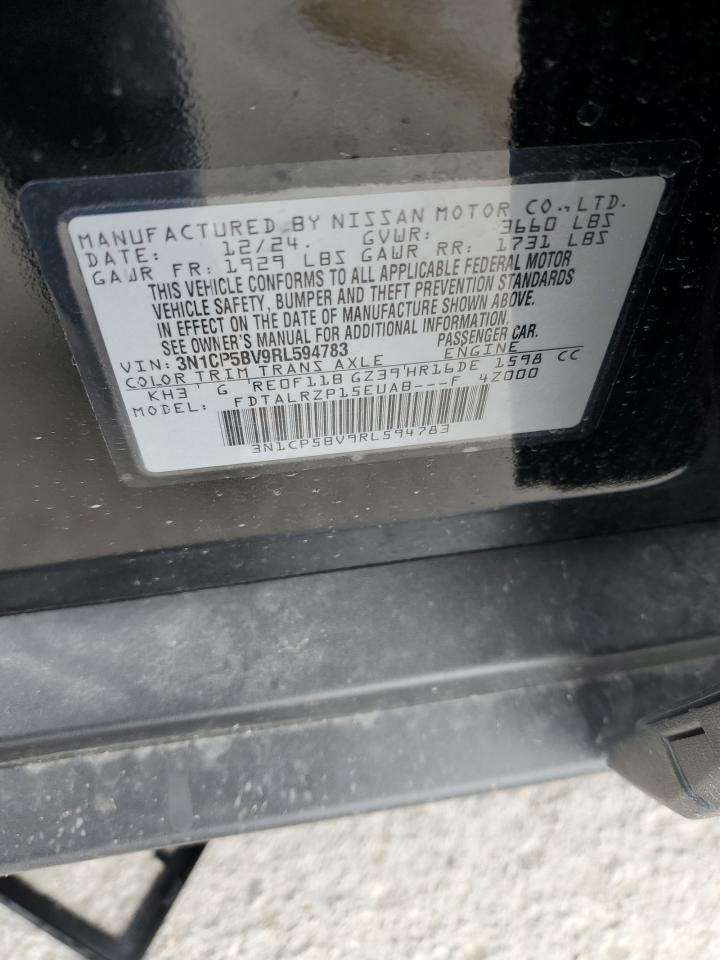 MANUFACTURED BY NISSAN MOTOR CO.,LTD.
DATE: 12/24. GVWR: 3660 LBS
GAWR FR: 1929 LBS GAWR RR: 1731 LBS
THIS VEHICLE CONFORMS TO ALL APPLICABLE FEDERAL MOTOR
VEHICLE SAFETY, BUMPER AND THEFT PREVENTION STANDARDS
IN EFFECT ON THE DATE OF MANUFACTURE SHOWN ABOVE.
SEE OWNER'S MANUAL FOR ADDITIONAL INFORMATION.
VIN: 3N1CP5BV9RL594783 PASSENGER CAR.
COLOR TRIM TRANS AXLE ENGINE
KH3 G 'RE0F11B GZ39'HR16DE 1598 CC
MODEL: FDTALRZP15EUAB---F 4Z000
3N1CP5BV9RL594783